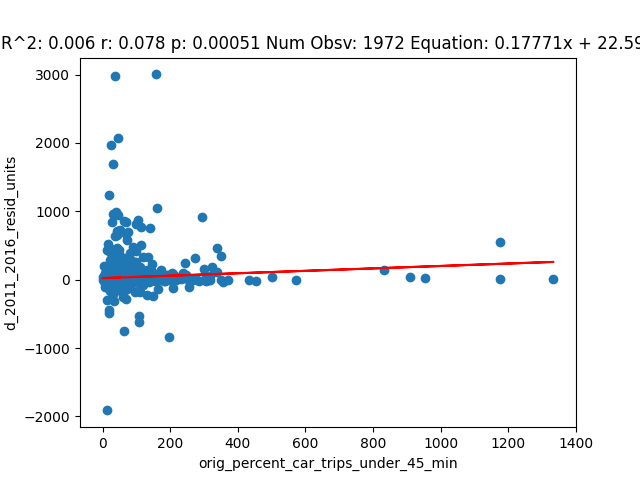 R^2: 0.006 r: 0.078 p: 0.00051 Num Obsv: 1972 Equation: 0.17771x + 22.59
3000
2000
1000
0
−1000
−2000
d_2011_2016_resid_units
0 200 400 600 800 1000 1200 1400
orig_percent_car_trips_under_45_min